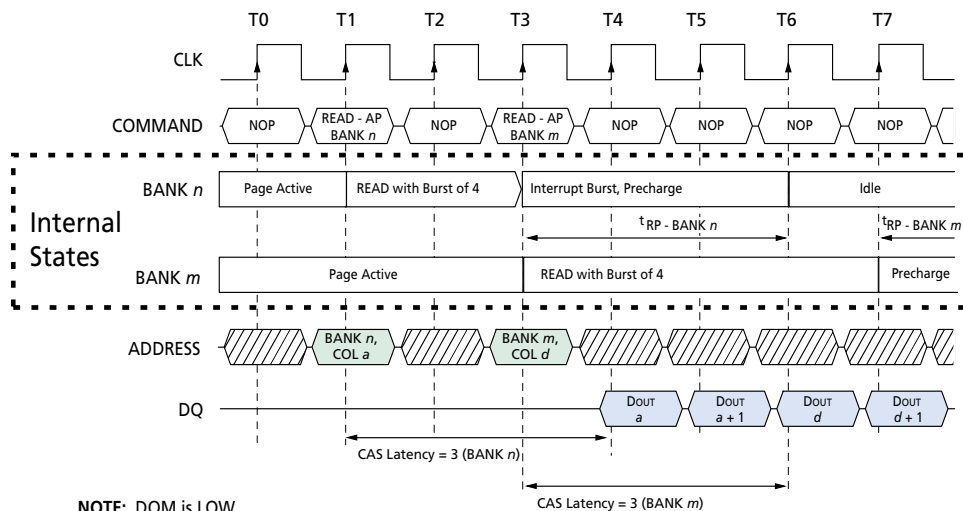 T0 T1 T2 T3 T4 T5 T6 T7
CLK
COMMAND NOP READ - AP BANK n NOP READ - AP BANK m NOP NOP NOP NOP
Internal States
BANK n Page Active READ with Burst of 4 Interrupt Burst, Precharge Idle
tRP - BANK n tRP - BANK m
BANK m Page Active READ with Burst of 4 Precharge
ADDRESS BANK n, COL a BANK m, COL d
DQ DOUT a DOUT a + 1 DOUT d DOUT d + 1
CAS Latency = 3 (BANK n)
CAS Latency = 3 (BANK m)
NOTE: DQM is LOW